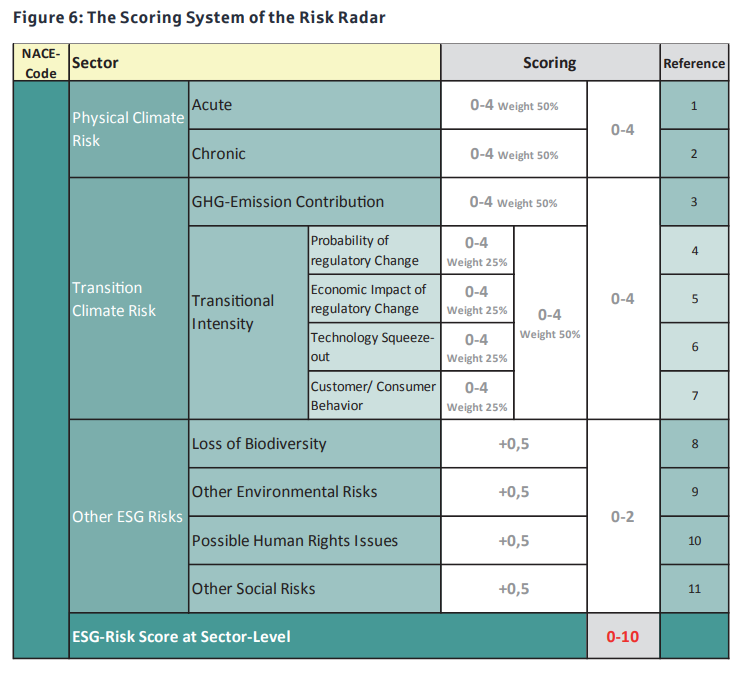 Figure 6: The Scoring System of the Risk Radar
NACE-
Code
Sector
Scoring
Reference
Physical Climate
Risk
Acute
0-4 Weight 50%
0-4
1
Chronic
0-4 Weight 50%
2
Transition
Climate Risk
GHG-Emission Contribution
0-4 Weight 50%
0-4
3
Transitional
Intensity
Probability of
regulatory Change
0-4
Weight 25%
0-4
Weight 50%
4
Economic Impact of
regulatory Change
0-4
Weight 25%
5
Technology Squeeze-
out
0-4
Weight 25%
6
Customer/ Consumer
Behavior
0-4
Weight 25%
7
Other ESG Risks
Loss of Biodiversity
+0,5
0-2
8
Other Environmental Risks
+0,5
9
Possible Human Rights Issues
+0,5
10
Other Social Risks
+0,5
11
ESG-Risk Score at Sector-Level
0-10